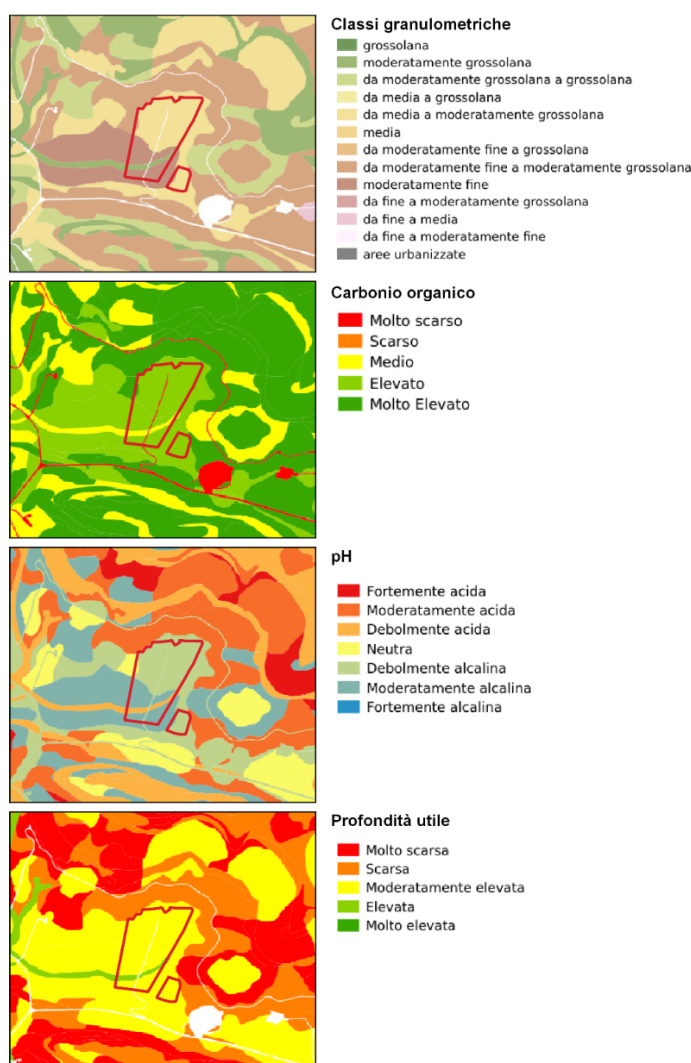 Classi granulometriche
grossolana
moderatamente grossolana
da moderatamente grossolana a grossolana
da media a grossolana
da media a moderatamente grossolana
media
da moderatamente fine a grossolana
da moderatamente fine a moderatamente grossolana
moderatamente fine
da fine a moderatamente grossolana
da fine a media
da fine a moderatamente fine
aree urbanizzate
Carbonio organico
Molto scarso
Scarso
Medio
Elevato
Molto Elevato
pH
Fortemente acida
Moderatamente acida
Debolmente acida
Neutra
Debolmente alcalina
Moderatamente alcalina
Fortemente alcalina
Profondità utile
Molto scarsa
Scarsa
Moderatamente elevata
Elevata
Molto elevata